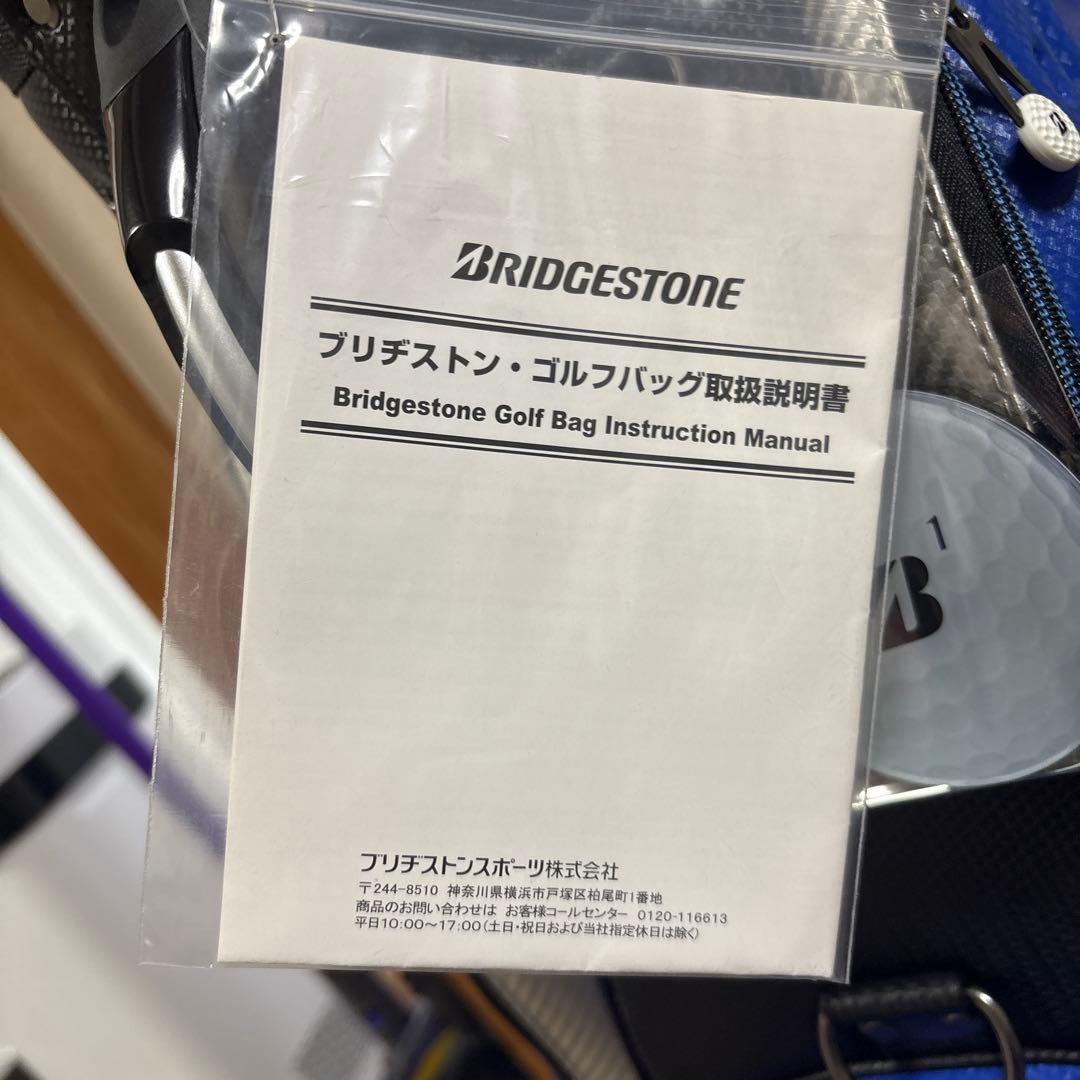 BRIDGESTONE
ブリヂストン・ゴルフバッグ取扱説明書
Bridgestone Golf Bag Instruction Manual
ブリヂストンスポーツ株式会社
〒244-8510 神奈川県横浜市戸塚区柏尾町1番地
商品のお問い合わせは お客様コールセンター 0120-116613
平日10:00～17:00(土日・祝日および当社指定休日は除く)
B 1
B